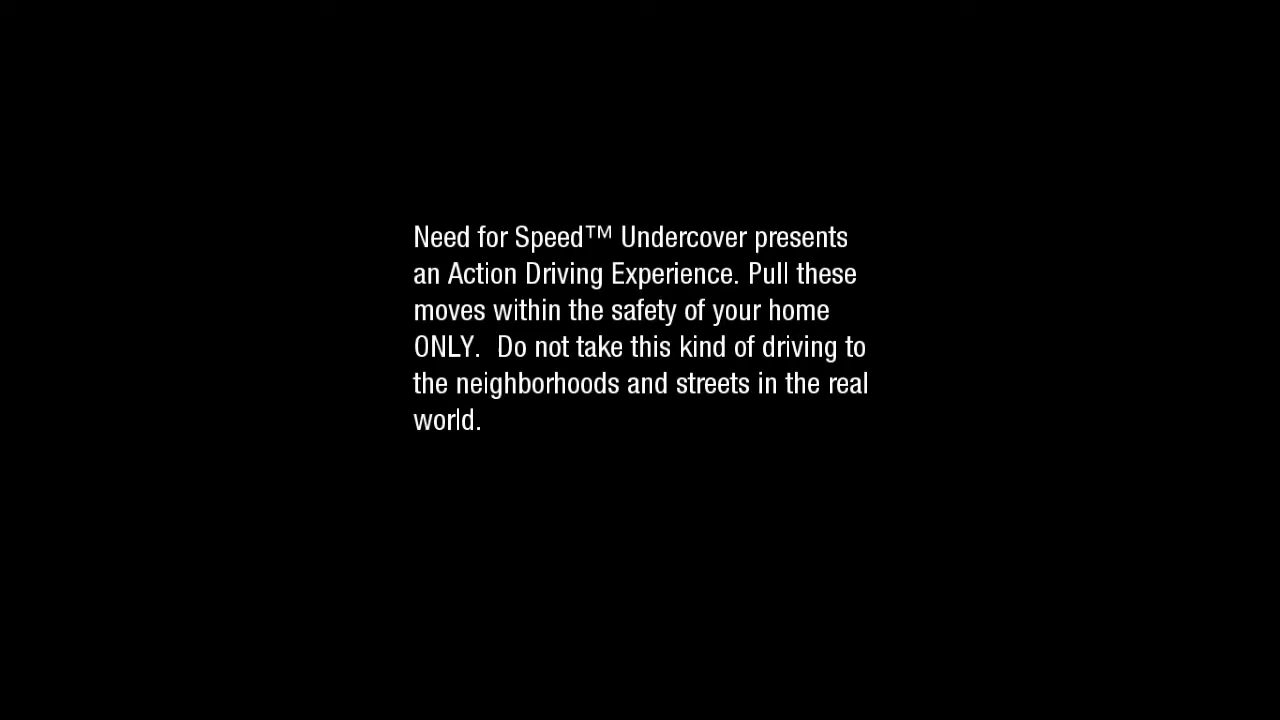 Need for Speed™ Undercover presents
an Action Driving Experience. Pull these
moves within the safety of your home
ONLY.  Do not take this kind of driving to
the neighborhoods and streets in the real
world.